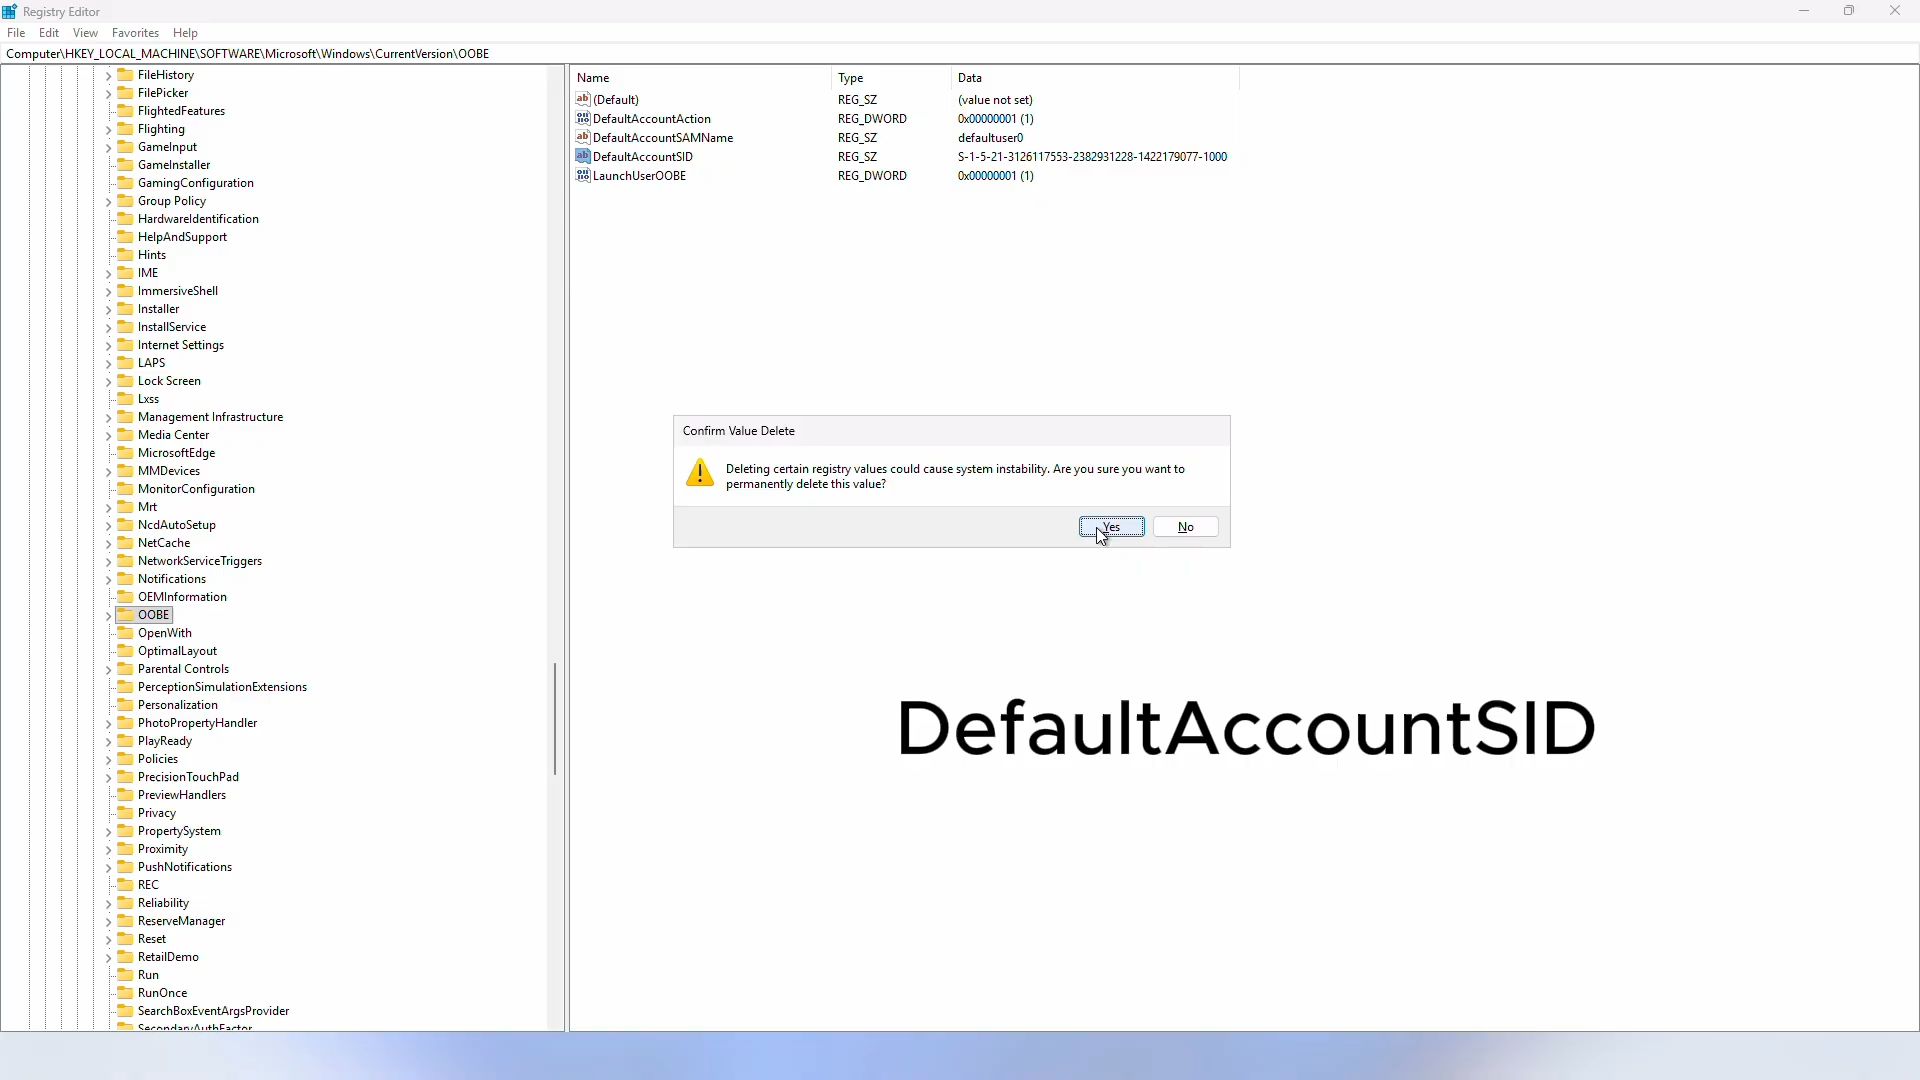 Registry Editor
File Edit View Favorites Help
Computer\HKEY_LOCAL_MACHINE\SOFTWARE\Microsoft\Windows\CurrentVersion\OOBE
FileHistory
FilePicker
FlightedFeatures
Flighting
GameInput
GameInstaller
GamingConfiguration
Group Policy
HardwareIdentification
HelpAndSupport
Hints
IME
ImmersiveShell
Installer
InstallService
Internet Settings
LAPS
Lock Screen
Lxss
Management Infrastructure
Media Center
MicrosoftEdge
MMDevices
MonitorConfiguration
Mrt
NcdAutoSetup
NetCache
NetworkServiceTriggers
Notifications
OEMInformation
OOBE
OpenWith
OptimalLayout
Parental Controls
PerceptionSimulationExtensions
Personalization
PhotoPropertyHandler
PlayReady
Policies
PrecisionTouchPad
PreviewHandlers
Privacy
PropertySystem
Proximity
PushNotifications
REC
Reliability
ReserveManager
Reset
RetailDemo
Run
RunOnce
SearchBoxEventArgsProvider
SecondaryAuthFactor
Name Type Data
(Default) REG_SZ (value not set)
DefaultAccountAction REG_DWORD 0x00000001 (1)
DefaultAccountSAMName REG_SZ defaultuser0
DefaultAccountSID REG_SZ S-1-5-21-3126117553-2382931228-1422179077-1000
LaunchUserOOBE REG_DWORD 0x00000001 (1)
Confirm Value Delete
Deleting certain registry values could cause system instability. Are you sure you want to
permanently delete this value?
Yes No
DefaultAccountSID